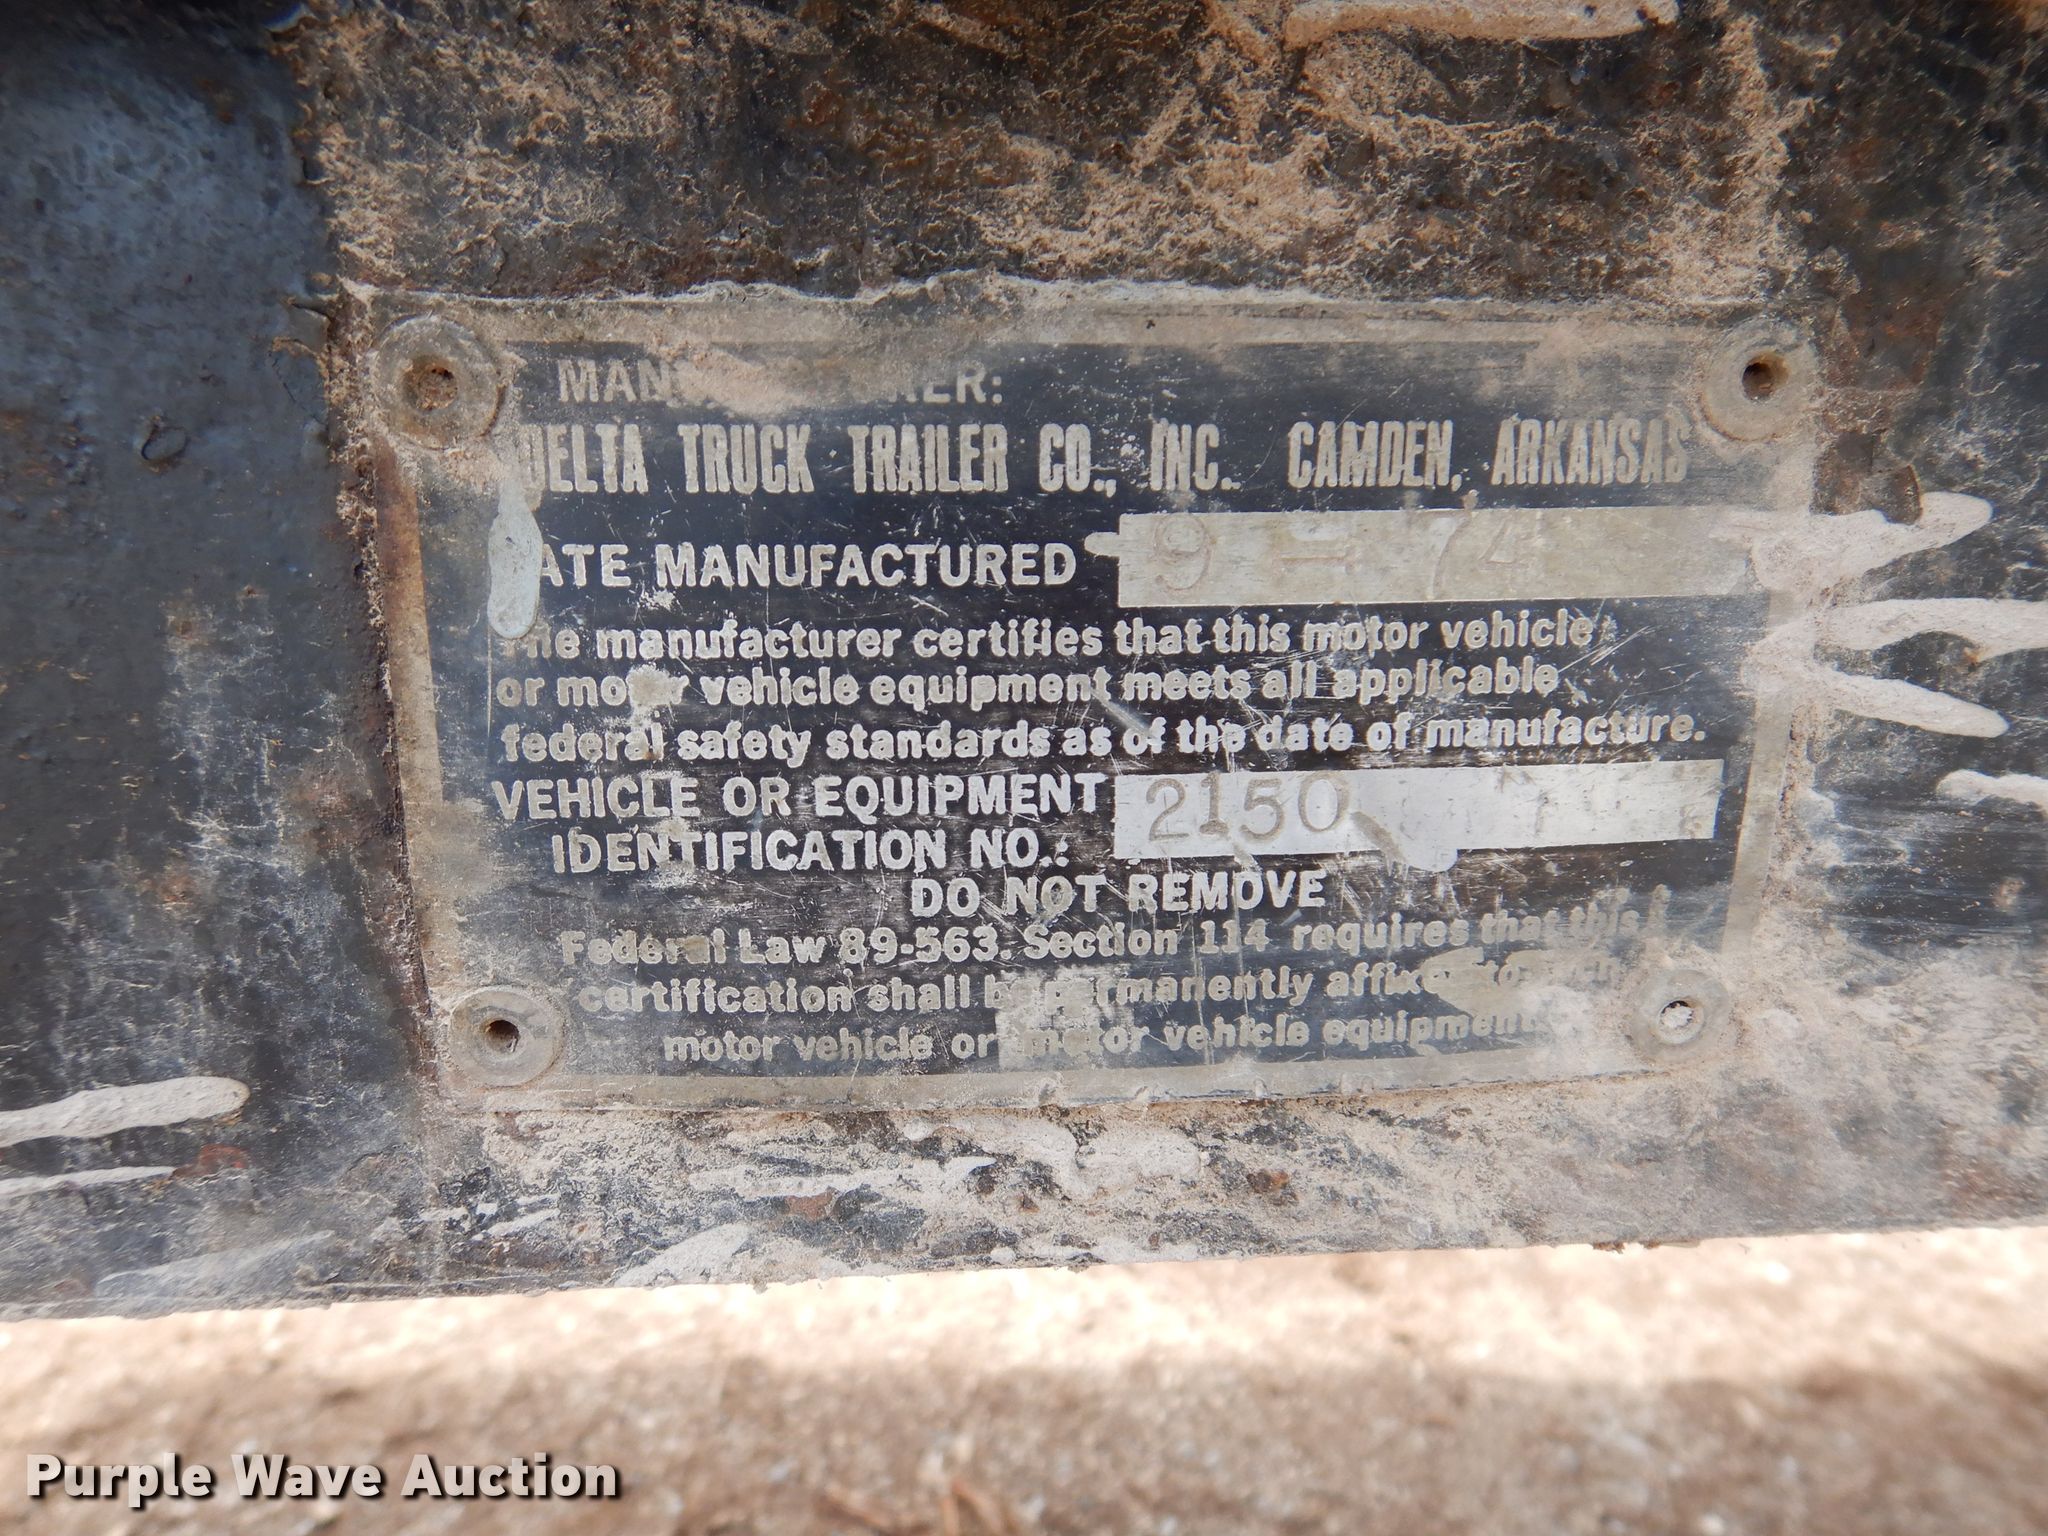 DELTA TRUCK TRAILER CO., INC. CAMDEN, ARKANSAS
MANUFACTURED 9 - 74
The manufacturer certifies that this motor vehicle
or motor vehicle equipment meets all applicable
federal safety standards as of the date of manufacture.
VEHICLE OR EQUIPMENT
IDENTIFICATION NO.: 2150
DO NOT REMOVE
Federal Law 89-563. Section 114 requires that this
certification shall be permanently affixed to
motor vehicle or motor vehicle equipment
Purple Wave Auction